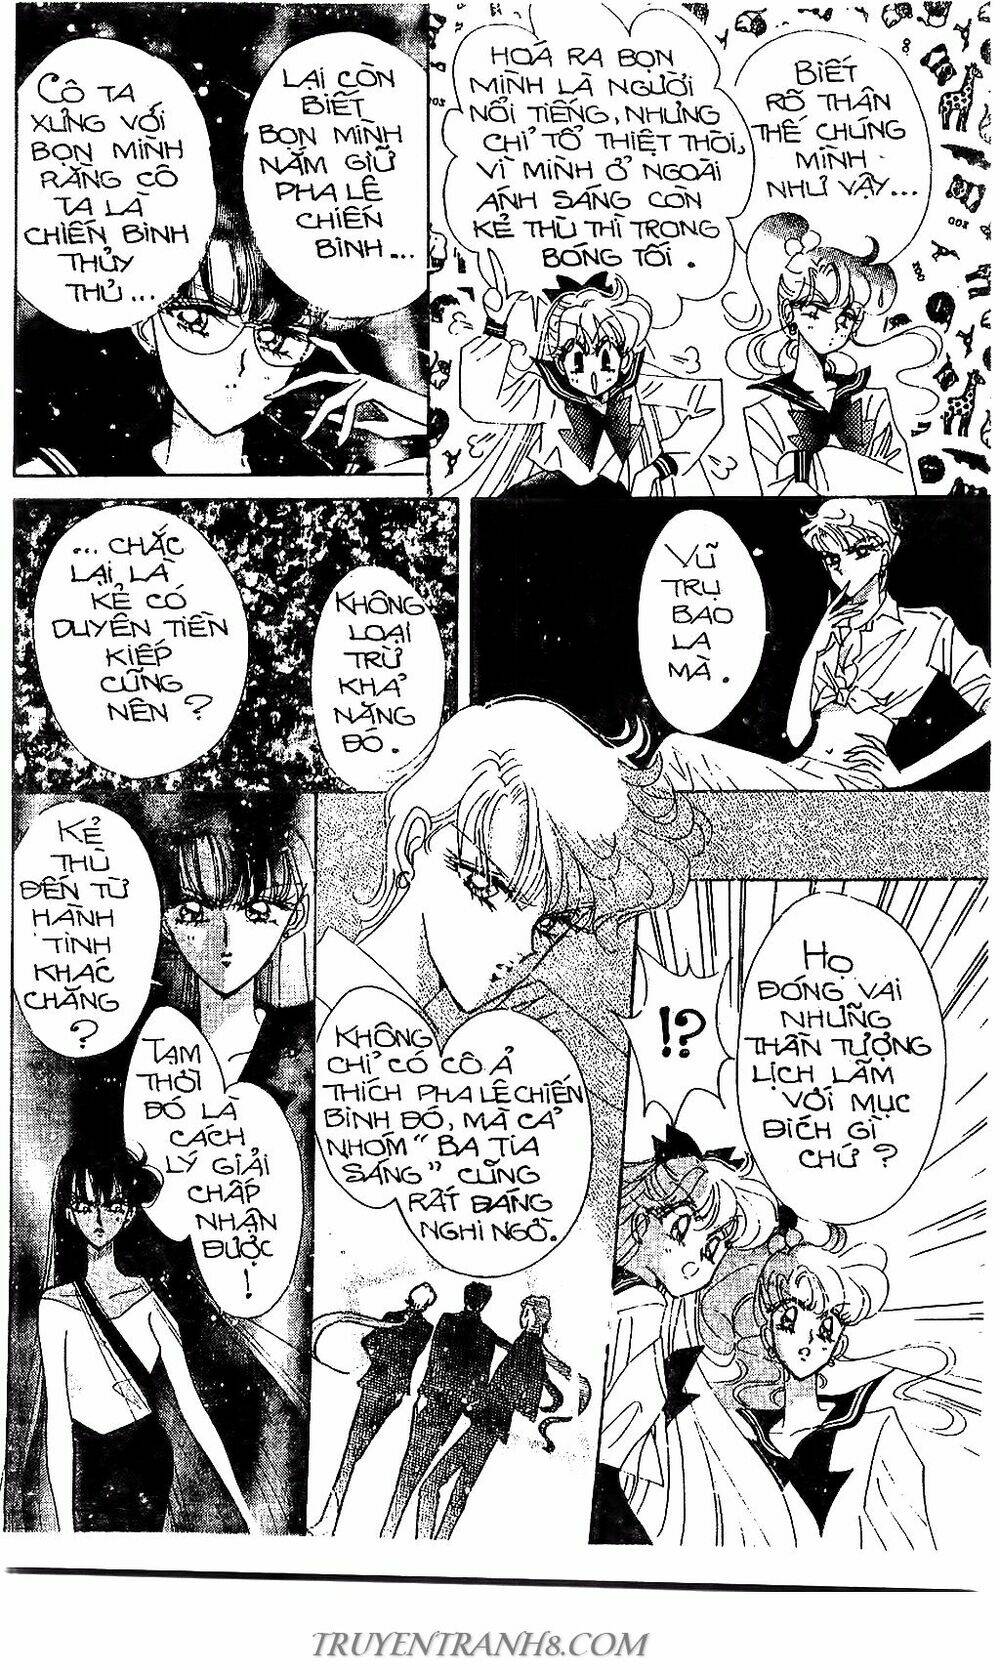 CÔ TA
XƯNG VỚI
BỌN MÌNH
RẰNG CÔ
TA LÀ
CHIẾN BINH
THỦY
THỦ...
LẠI CÒN
BIẾT
BỌN MÌNH
NẮM GIỮ
PHA LÊ
CHIẾN
BINH...
HOÁ RA BỌN
MÌNH LÀ NGƯỜI
NỔI TIẾNG, NHƯNG
CHỈ TỔ THIỆT THÒI,
VÌ MÌNH Ở NGOÀI
ÁNH SÁNG CÒN
KẺ THÙ THÌ TRONG
BÓNG TỐI.
BIẾT
RÕ THÂN
THẾ CHÚNG
MÌNH
NHƯ VẬY...
...CHẮC
LẠI LÀ
KẺ CÓ
DUYÊN TIỀN
KIẾP
CŨNG
NÊN?
KHÔNG
LOẠI
TRỪ
KHẢ
NĂNG
ĐÓ.
VŨ
TRỤ
BAO
LA
MÀ.
KẺ
THÙ
ĐẾN TỪ
HÀNH
TINH
KHÁC
CHĂNG
?
TẠM
THỜI
ĐÓ LÀ
CÁCH
LÝ GIẢI
CHẤP
NHẬN
ĐƯỢC
!
KHÔNG
CHỈ CÓ CÔ Ả
THÍCH PHA LÊ CHIẾN
BINH ĐÓ, MÀ CẢ
NHÓM "BA TIA
SÁNG" CŨNG
RẤT ĐÁNG
NGHI NGỜ.
!?
HỌ
ĐÓNG VAI
NHỮNG
THẦN TƯỢNG
LỊCH LÃM
VỚI MỤC
ĐÍCH GÌ
CHỨ?
TRUYENTRANH8.COM